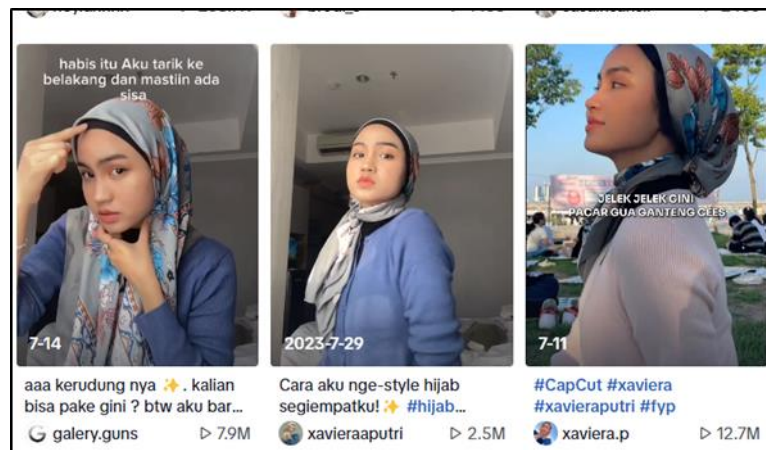 habis itu Aku tarik ke
belakang dan mastiin ada
sisa
7-14
2023-7-29
JELEK JELEK GINI
PACAR GUA GANTENG CEES
7-11
aaa kerudung nya ✨ . kalian
bisa pake gini ? btw aku bar...
galery.guns ▷ 7.9M
Cara aku nge-style hijab
segiempatku! ✨ #hijab...
xavieraaputri ▷ 2.5M
#CapCut #xaviera
#xavieraputri #fyp
xaviera.p ▷ 12.7M